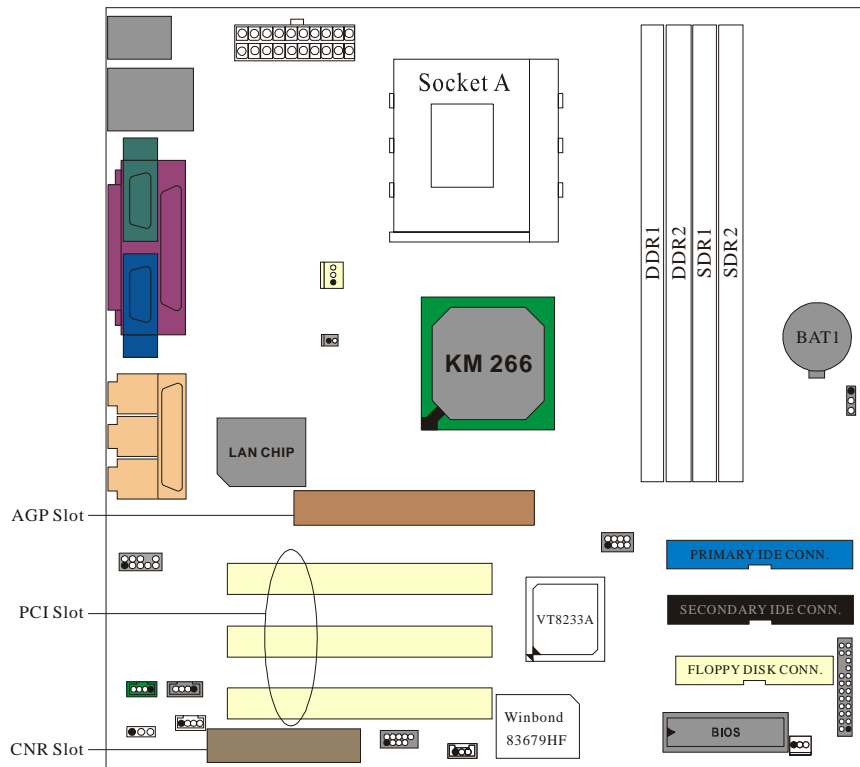 Socket A
DDR1
DDR2
SDR1
SDR2
BAT1
KM 266
LAN CHIP
AGP Slot
PRIMARY IDE CONN.
PCI Slot
SECONDARY IDE CONN.
VT8233A
FLOPPY DISK CONN.
Winbond
83679HF
BIOS
CNR Slot